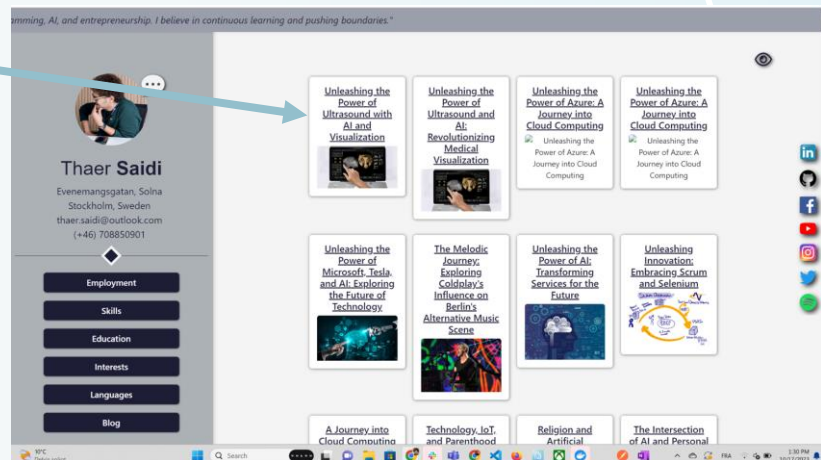 amming, AI, and entrepreneurship. I believe in continuous learning and pushing boundaries."
Thaer Saidi
Evenemangsgatan, Solna
Stockholm, Sweden
thaer.saidi@outlook.com
(+46) 708850901
Employment
Skills
Education
Interests
Languages
Blog
Unleashing the
Power of
Ultrasound with
AI and
Visualization
Unleashing the
Power of
Ultrasound and
AI:
Revolutionizing
Medical
Visualization
Unleashing the
Power of Azure: A
Journey into
Cloud Computing
Unleashing the
Power of Azure: A
Journey into Cloud
Computing
Unleashing the
Power of Azure: A
Journey into
Cloud Computing
Unleashing the
Power of Azure: A
Journey into Cloud
Computing
Unleashing the
Power of
Microsoft, Tesla,
and AI: Exploring
the Future of
Technology
The Melodic
Journey:
Exploring
Coldplay's
Influence on
Berlin's
Alternative Music
Scene
Unleashing the
Power of AI:
Transforming
Services for the
Future
Unleashing
Innovation:
Embracing Scrum
and Selenium
A Journey into
Cloud Computing
Technology, IoT,
and Parenthood
Religion and
Artificial
The Intersection
of AI and Personal
10°C
Search
FRA
1:30 PM